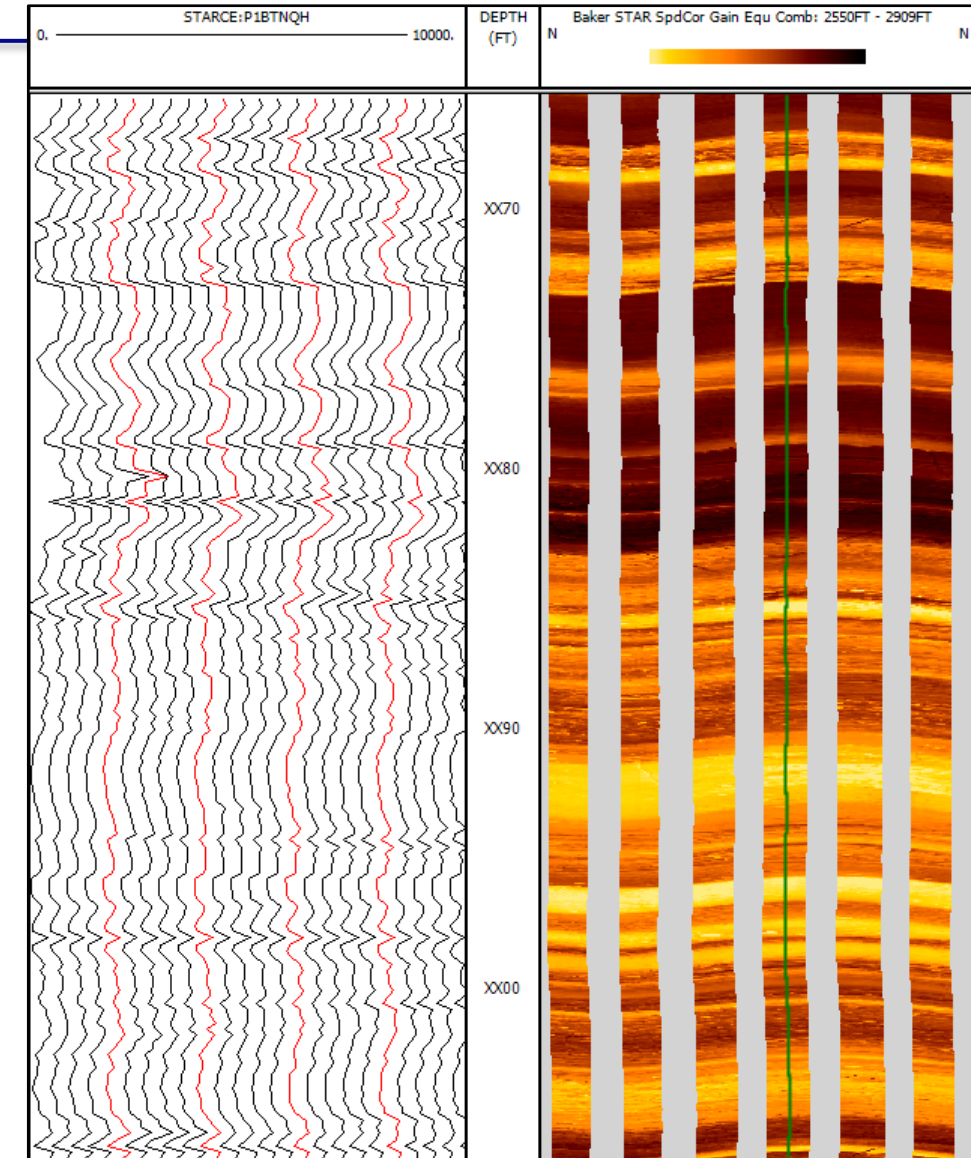 STARCE:P1BTNQH
0. 10000.
DEPTH
(FT)
Baker STAR SpdCor Gain Equ Comb: 2550FT - 2909FT
N N
XX70
XX80
XX90
XX00